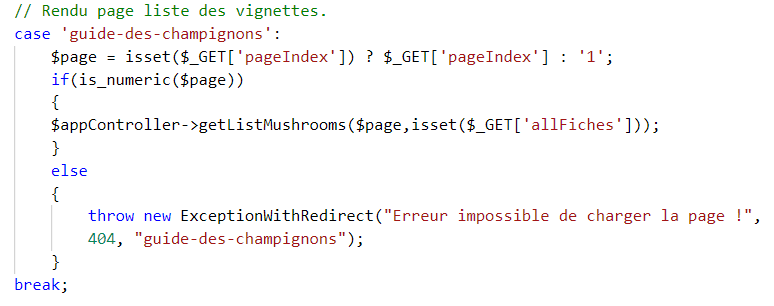 // Rendu page liste des vignettes.
case 'guide-des-champignons':
$page = isset($_GET['pageIndex']) ? $_GET['pageIndex'] : '1';
if(is_numeric($page))
{
$appController->getListMushrooms($page,isset($_GET['allFiches']));
}
else
{
throw new ExceptionWithRedirect("Erreur impossible de charger la page !",
404, "guide-des-champignons");
}
break;